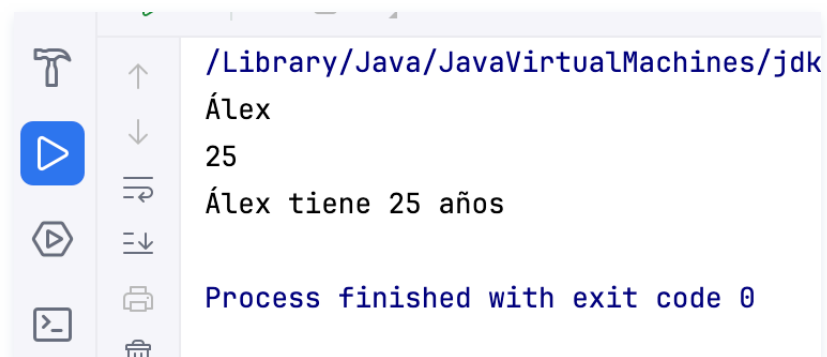 /Library/Java/JavaVirtualMachines/jdk
Álex
25
Álex tiene 25 años
Process finished with exit code 0